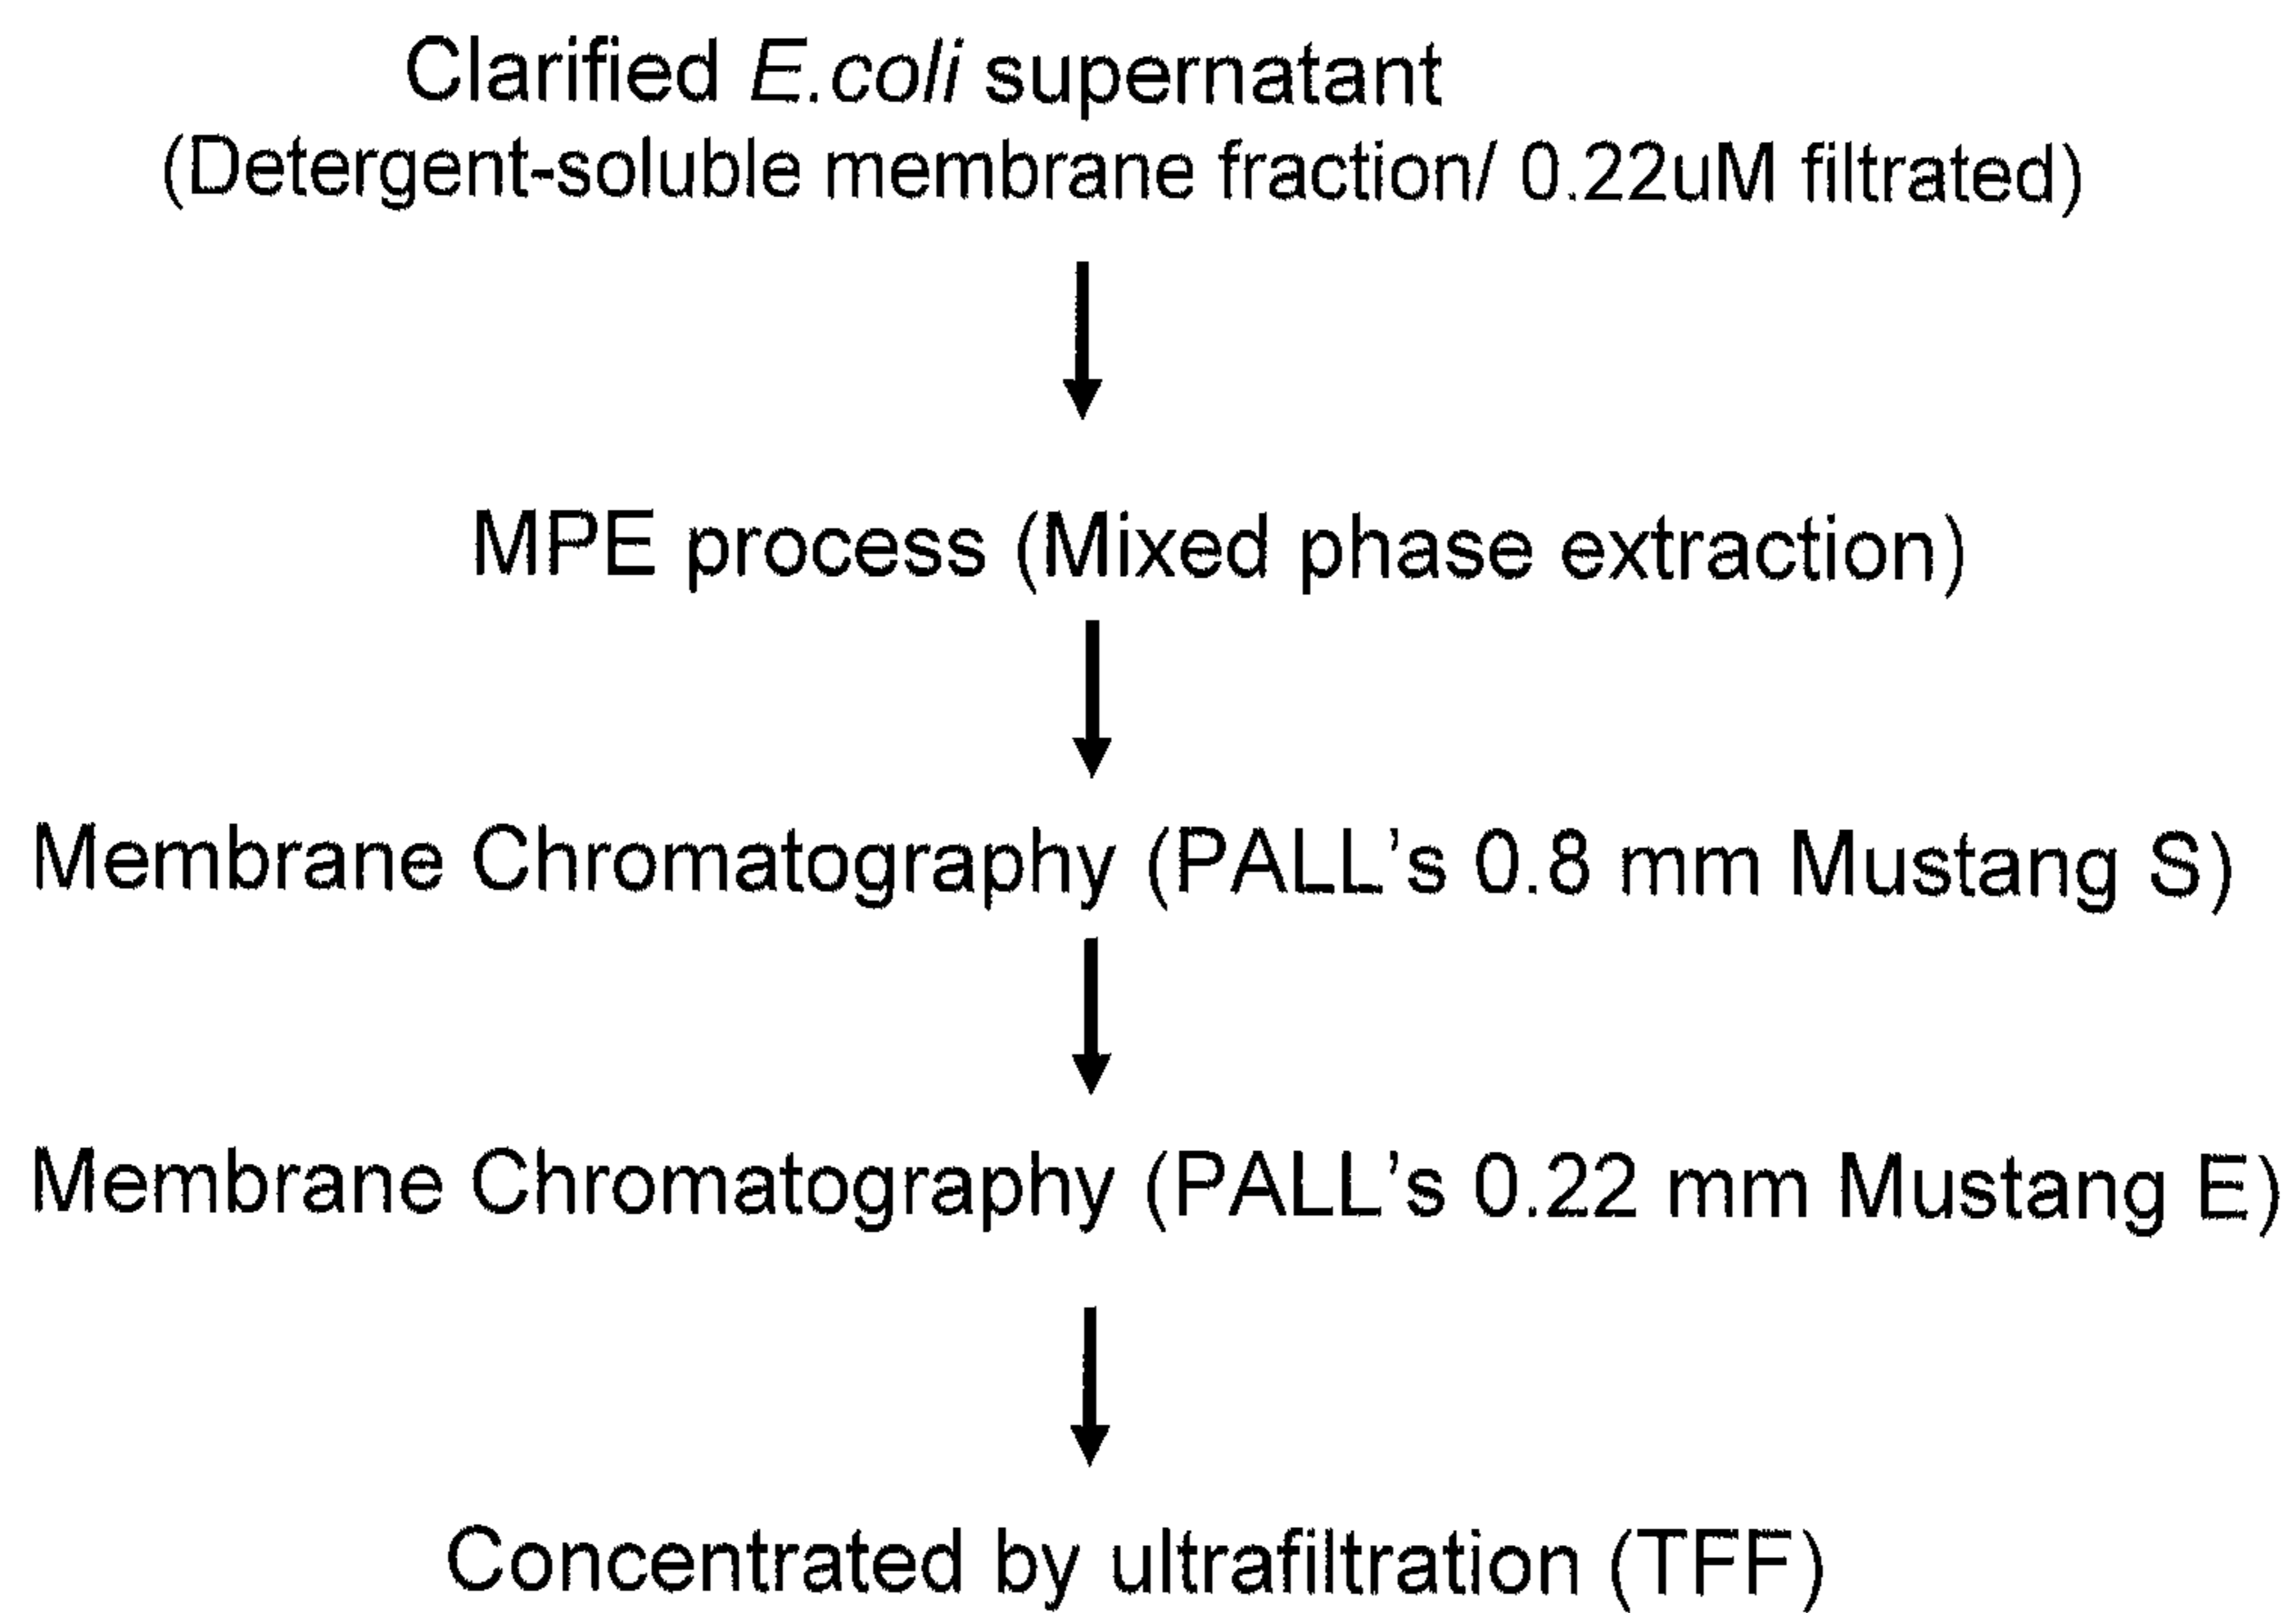 Clarified E.coli supernatant
(Detergent-soluble membrane fraction/ 0.22uM filtrated)
MPE process (Mixed phase extraction)
Membrane Chromatography (PALL's 0.8 mm Mustang S)
Membrane Chromatography (PALL's 0.22 mm Mustang E)
Concentrated by ultrafiltration (TFF)